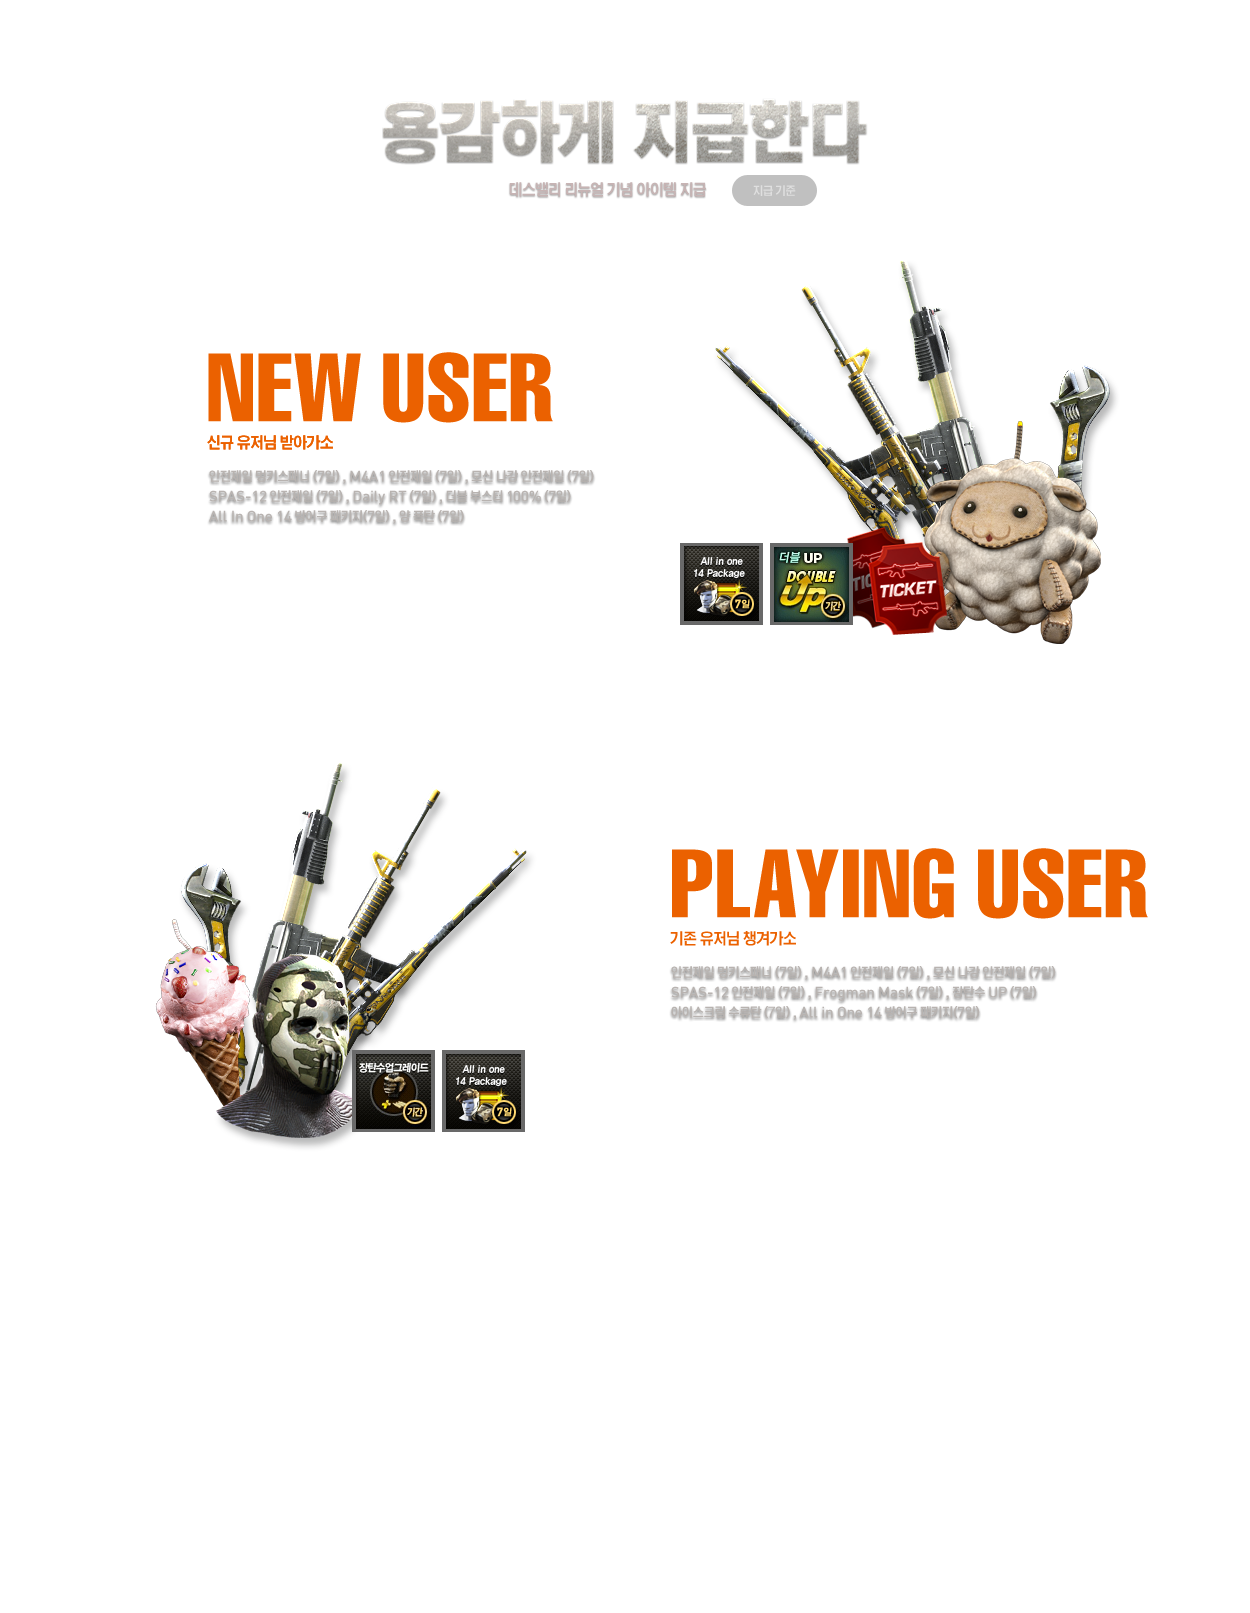 용감하게 지급한다
데스밸리 리뉴얼 기념 아이템 지급
지급 기준
NEW USER
신규 유저님 받아가소
안전제일 멍키스패너 (7일) , M4A1 안전제일 (7일) , 모신 나강 안전제일 (7일)
SPAS-12 안전제일 (7일) , Daily RT (7일) , 더블 부스터 100% (7일)
All in One 14 방어구 패키지(7일) , 양 폭탄 (7일)
All in one
14 Package
7일
더블 UP
DOUBLE
Up
기간
TIC
TICKET
PLAYING USER
기존 유저님 챙겨가소
안전제일 멍키스패너 (7일) , M4A1 안전제일 (7일) , 모신 나강 안전제일 (7일)
SPAS-12 안전제일 (7일) , Frogman Mask (7일) , 장탄수 UP (7일)
아이스크림 수류탄 (7일) , All in One 14 방어구 패키지(7일)
장탄수업그레이드
기간
All in one
14 Package
7일